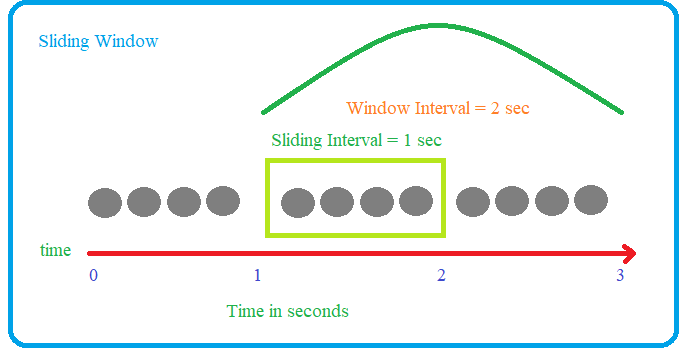 Sliding Window
Window Interval = 2 sec
Sliding Interval = 1 sec
time
0 1 2 3
Time in seconds